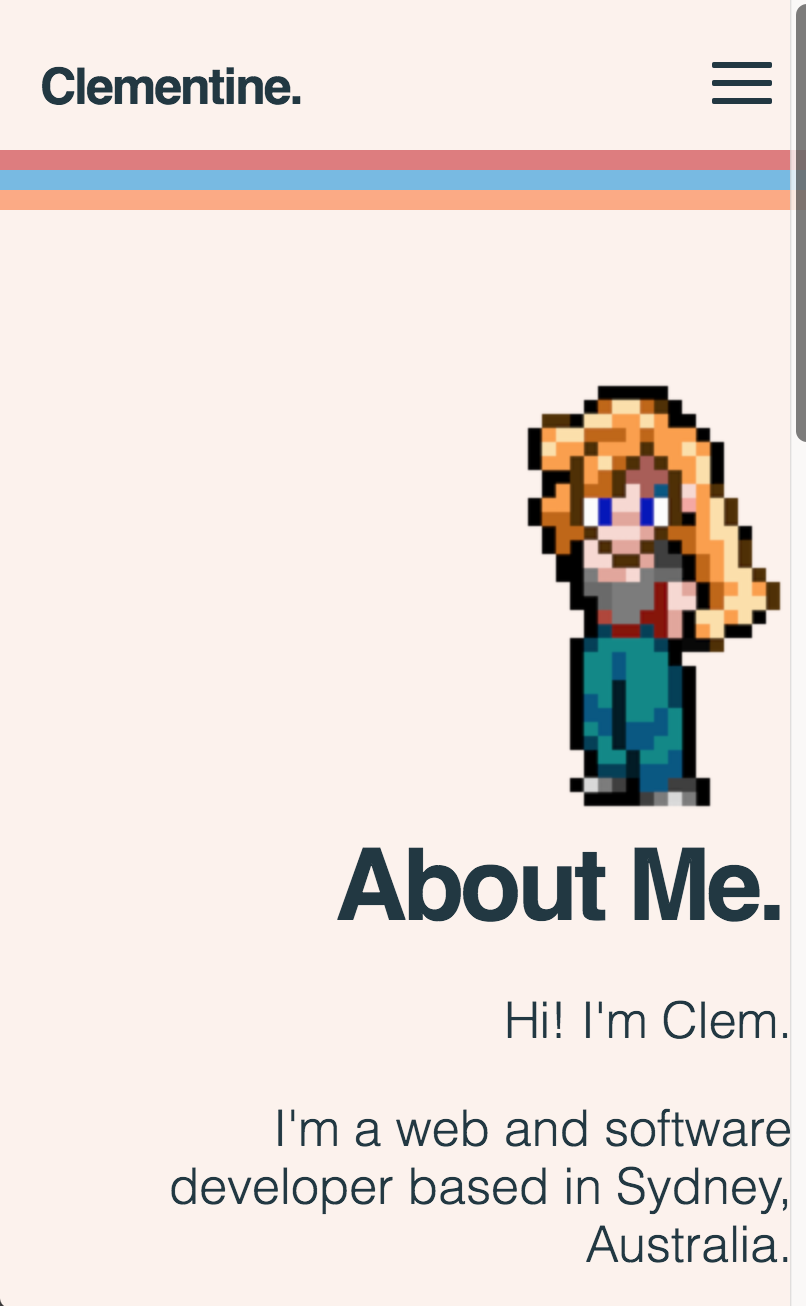 Clementine.
About Me.
Hi! I'm Clem.
I'm a web and software
developer based in Sydney,
Australia.